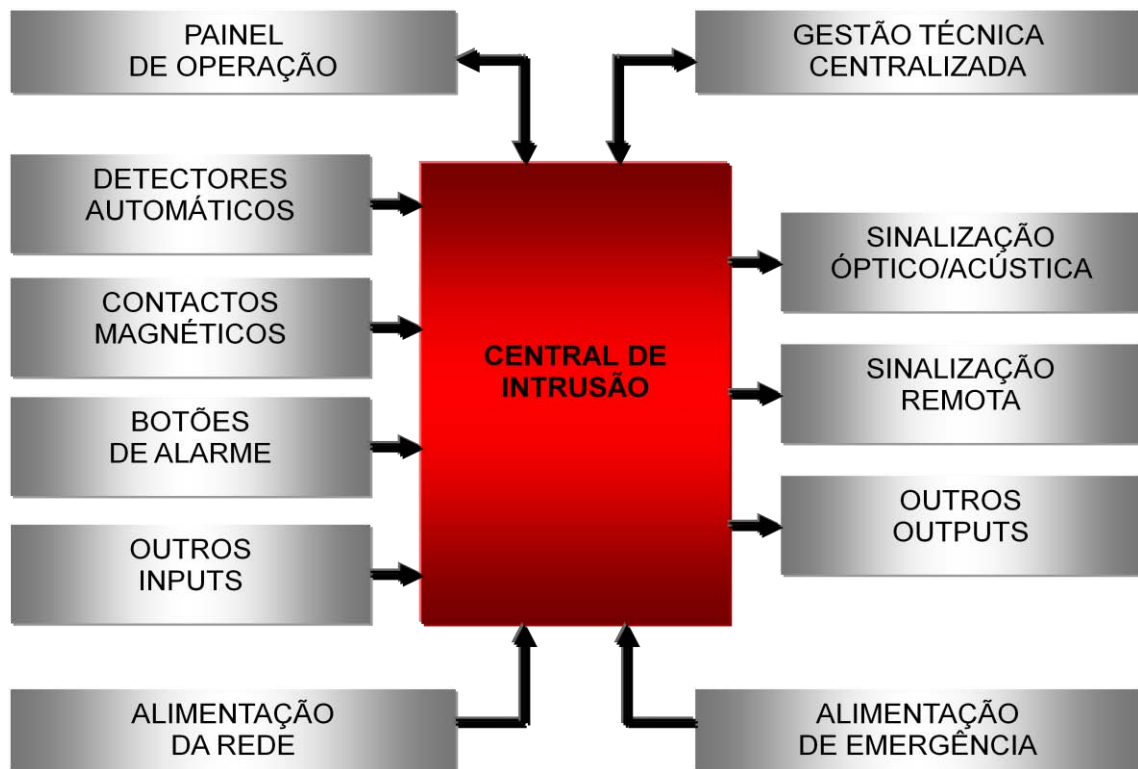 PAINEL
DE OPERAÇÃO
GESTÃO TÉCNICA
CENTRALIZADA
DETECTORES
AUTOMÁTICOS
CONTACTOS
MAGNÉTICOS
BOTÕES
DE ALARME
OUTROS
INPUTS
CENTRAL DE
INTRUSÃO
SINALIZAÇÃO
ÓPTICO/ACÚSTICA
SINALIZAÇÃO
REMOTA
OUTROS
OUTPUTS
ALIMENTAÇÃO
DA REDE
ALIMENTAÇÃO
DE EMERGÊNCIA